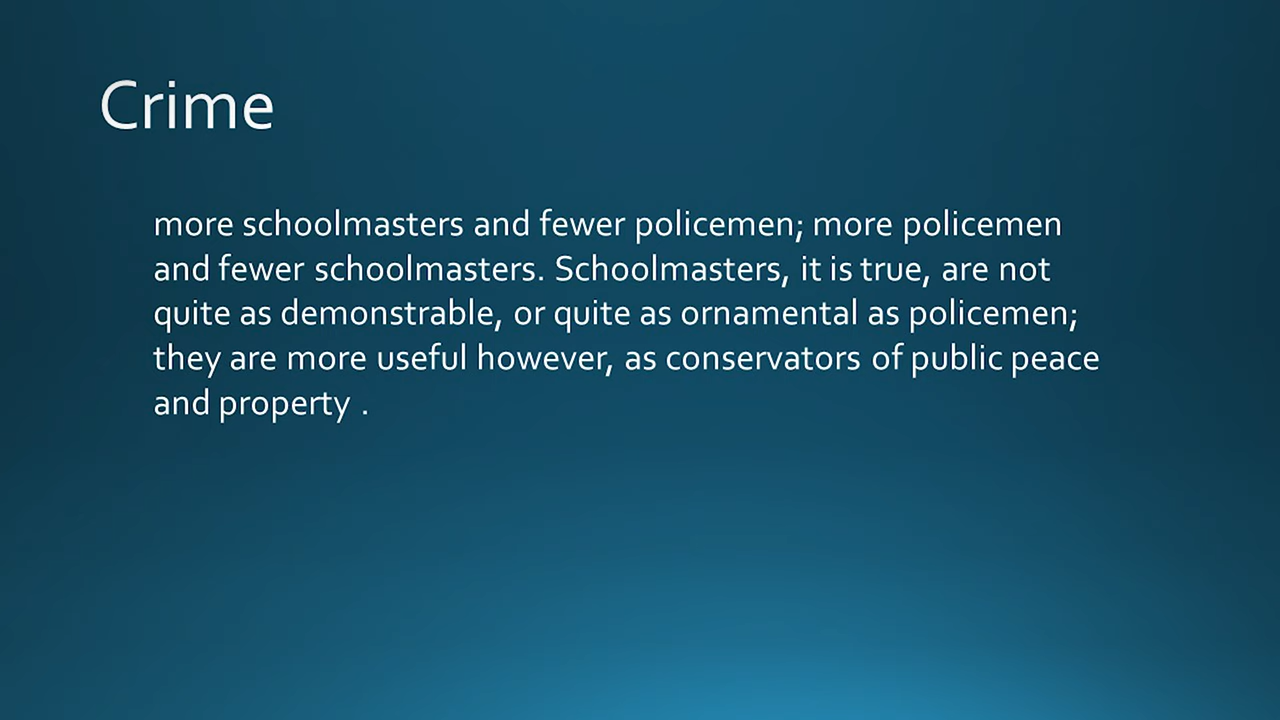 Crime
more schoolmasters and fewer policemen; more policemen
and fewer schoolmasters. Schoolmasters, it is true, are not
quite as demonstrable, or quite as ornamental as policemen;
they are more useful however, as conservators of public peace
and property .